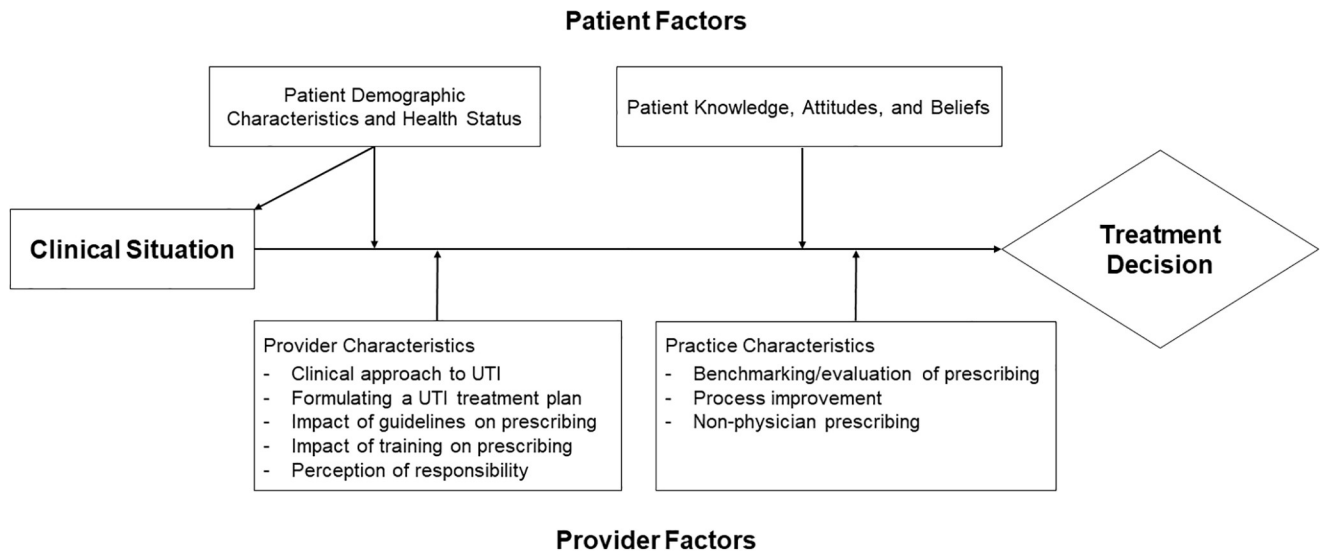 Patient Factors
Patient Demographic
Characteristics and Health Status
Patient Knowledge, Attitudes, and Beliefs
Clinical Situation
Treatment
Decision
Provider Characteristics
- Clinical approach to UTI
- Formulating a UTI treatment plan
- Impact of guidelines on prescribing
- Impact of training on prescribing
- Perception of responsibility
Practice Characteristics
- Benchmarking/evaluation of prescribing
- Process improvement
- Non-physician prescribing
Provider Factors